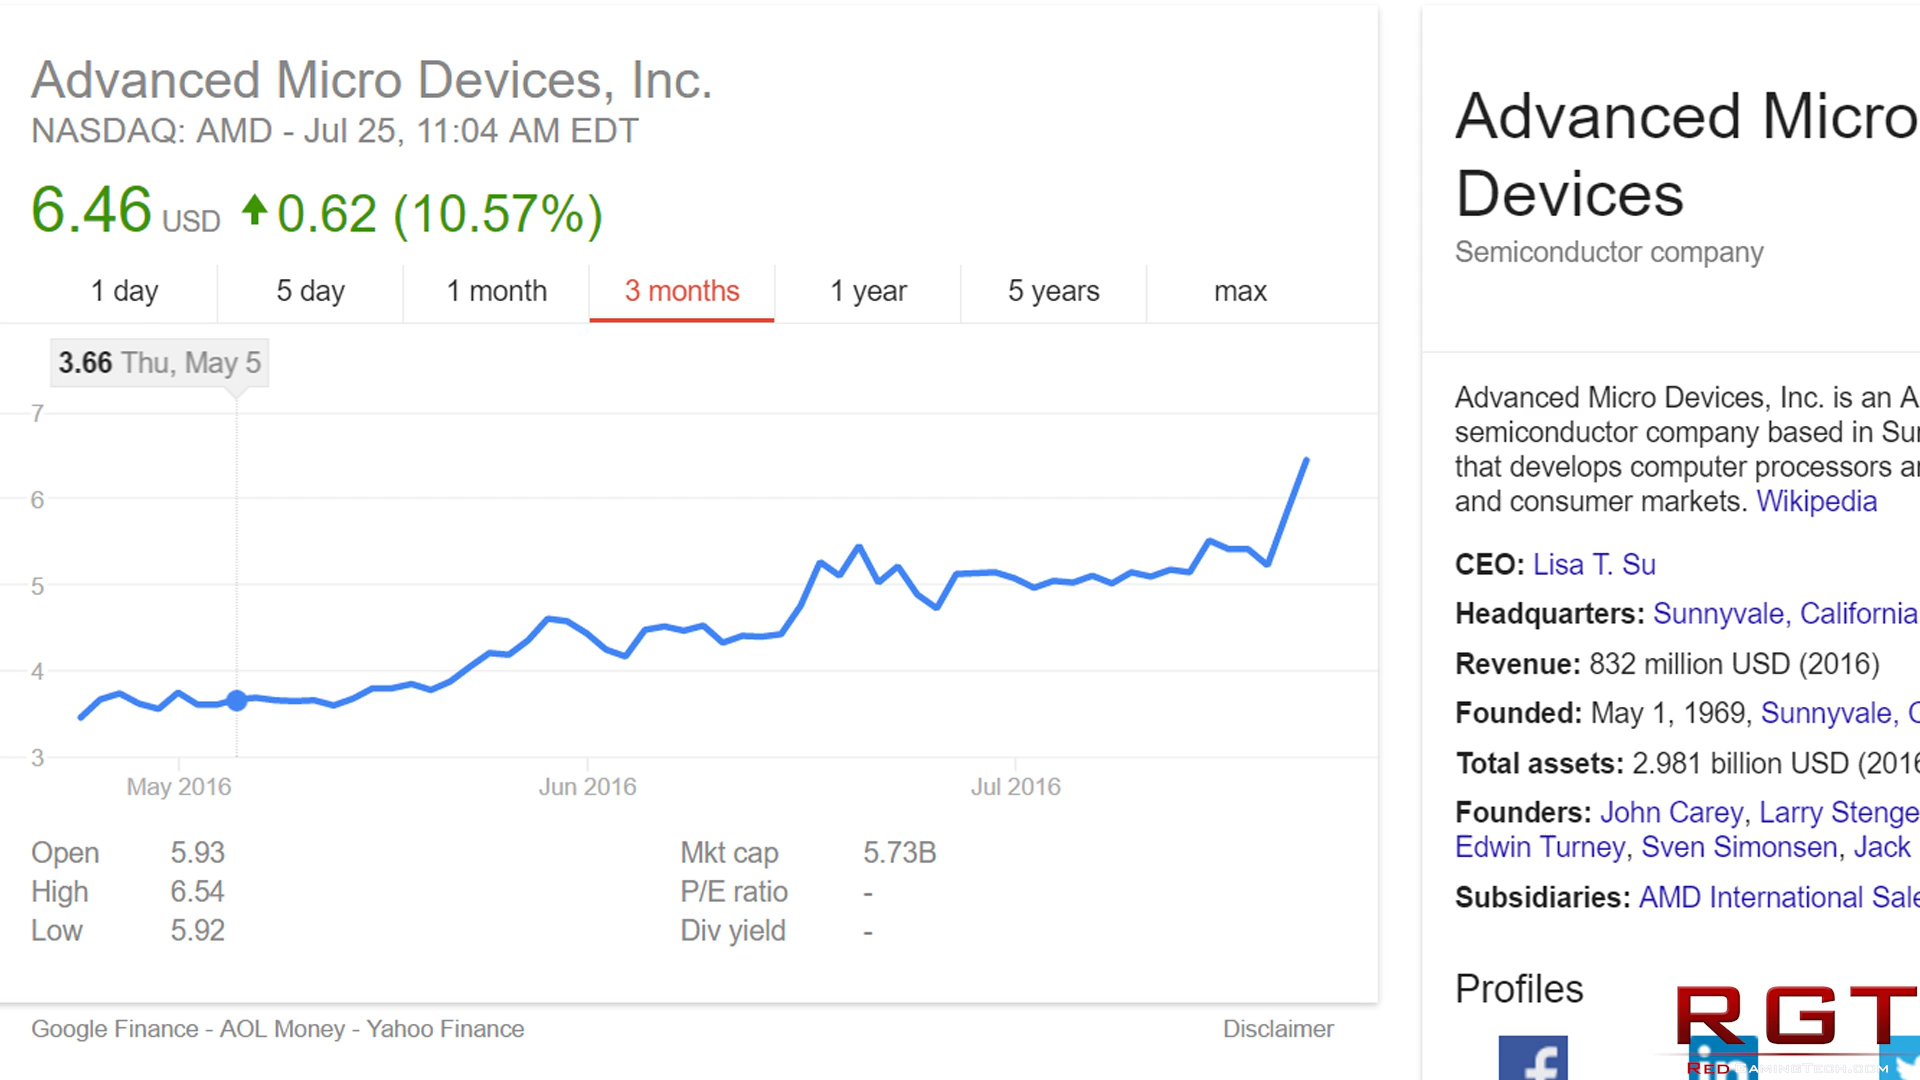 Advanced Micro Devices, Inc.
NASDAQ: AMD - Jul 25, 11:04 AM EDT
6.46 USD 0.62 (10.57%)
1 day 5 day 1 month 3 months 1 year 5 years max
3.66 Thu, May 5
7
6
5
4
3
May 2016 Jun 2016 Jul 2016
Open 5.93 Mkt cap 5.73B
High 6.54 P/E ratio -
Low 5.92 Div yield -
Google Finance - AOL Money - Yahoo Finance Disclaimer
Advanced Micro
Devices
Semiconductor company
Advanced Micro Devices, Inc. is an A
semiconductor company based in Sun
that develops computer processors
and consumer markets. Wikipedia
CEO: Lisa T. Su
Headquarters: Sunnyvale, California
Revenue: 832 million USD (2016)
Founded: May 1, 1969, Sunnyvale, C
Total assets: 2.981 billion USD (2016
Founders: John Carey, Larry Stenge
Edwin Turney, Sven Simonsen, Jack
Subsidiaries: AMD International Sale
Profiles
f
in
RGT
REDGAMINGTECH.COM